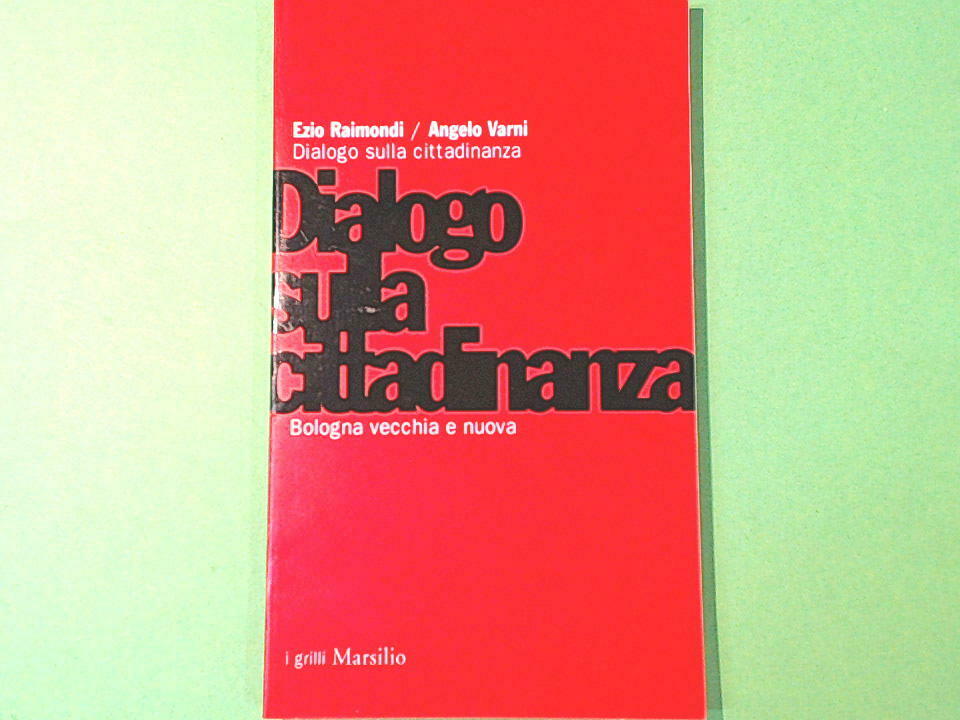 Ezio Raimondi / Angelo Varni
Dialogo sulla cittadinanza
Dialogo
sulla
cittadinanza
Bologna vecchia e nuova
i grilli Marsilio